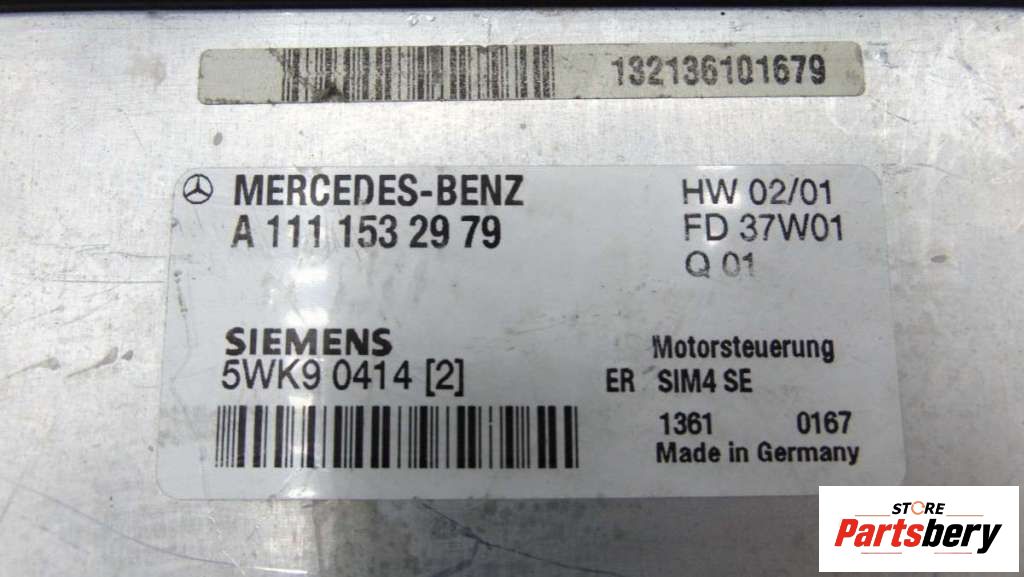 132136101679
MERCEDES-BENZ HW 02/01
A 111 153 29 79 FD 37W01
Q 01
SIEMENS Motorsteuerung
5WK9 0414 [2] ER SIM4 SE
1361 0167
Made in Germany
STORE
Partsbery